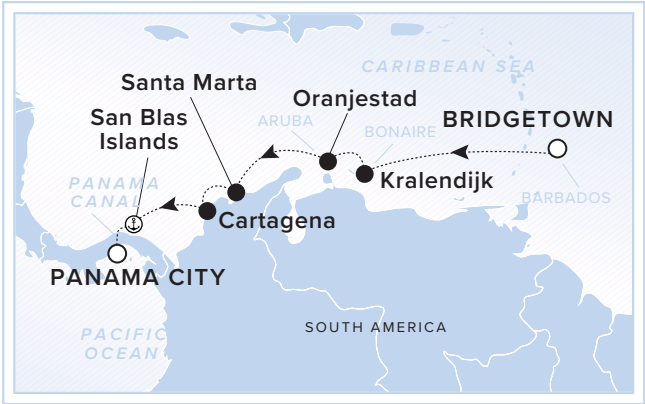 CARIBBEAN SEA
Santa Marta
Oranjestad
San Blas
Islands
ARUBA
BONAIRE
BRIDGETOWN
PANAMA
CANAL
Kralendijk
BARBADOS
Cartagena
PANAMA CITY
PACIFIC
OCEAN
SOUTH AMERICA